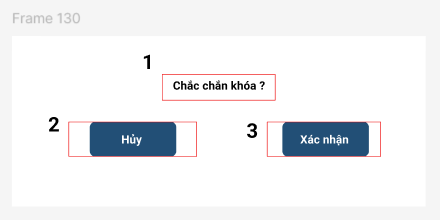 Frame 130
1
Chắc chắn khóa ?
2
Hủy
3
Xác nhận